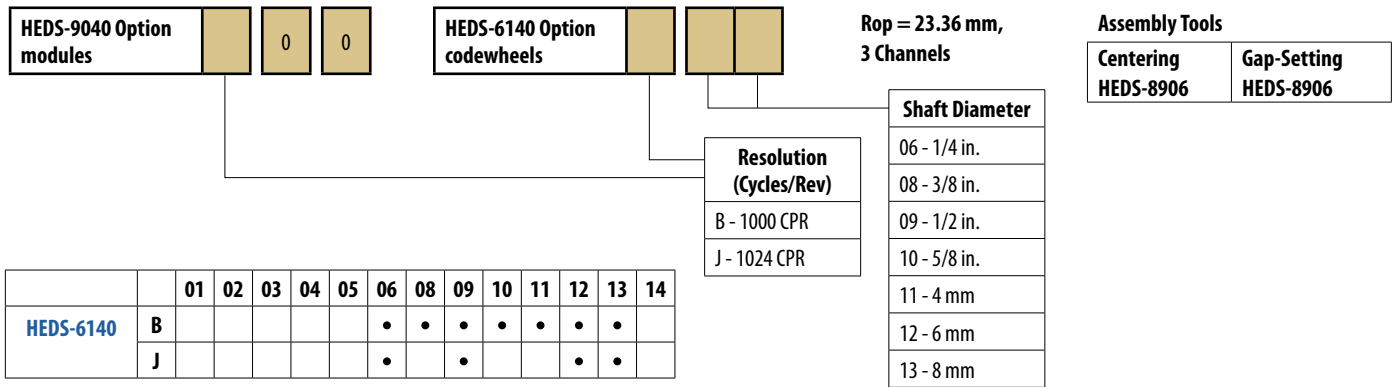 HEDS-9040 Option
modules
0
0
HEDS-6140 Option
codewheels
Rop = 23.36 mm,
3 Channels
Assembly Tools
Centering
HEDS-8906
Gap-Setting
HEDS-8906
Shaft Diameter
06 - 1/4 in.
08 - 3/8 in.
09 - 1/2 in.
10 - 5/8 in.
11 - 4 mm
12 - 6 mm
13 - 8 mm
Resolution
(Cycles/Rev)
B - 1000 CPR
J - 1024 CPR
01 02 03 04 05 06 08 09 10 11 12 13 14
HEDS-6140 B • • • • • • •
J • • • •